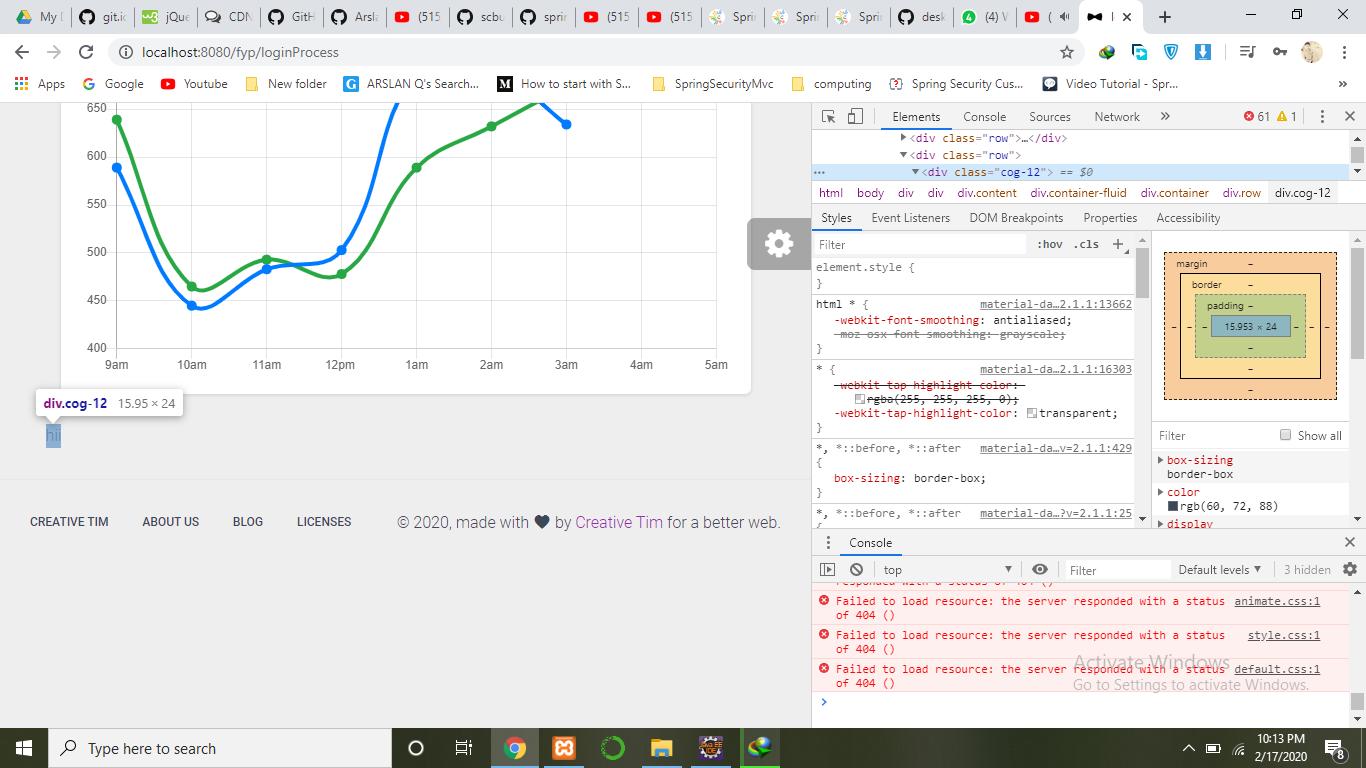 My D
git.io
jQue
CDN
GitH
Arsla
(515
scbu
sprin
(515
(515
Sprin
Sprin
Sprin
desk
(4) W
(
localhost:8080/fyp/loginProcess
Apps
Google
Youtube
New folder
ARSLAN Q's Search...
How to start with S...
SpringSecurityMvc
computing
Spring Security Cus...
Video Tutorial - Spr...
»
650
600
550
500
450
400
9am 10am 11am 12pm 1am 2am 3am 5am
div.cog-12 15.95 × 24
hii
CREATIVE TIM ABOUT US BLOG LICENSES
© 2020, made with ♥ by Creative Tim for a better web.
Elements Console Sources Network » 61 1
<div class="row">…</div>
<div class="row">
<div class="cog-12"> == $0
html body div div div.content div.container-fluid div.container div.row div.cog-12
Styles Event Listeners DOM Breakpoints Properties Accessibility
Filter :hov .cls +
element.style {
}
html * { material-da…2.1.1:13662
-webkit-font-smoothing: antialiased;
-moz-osx-font-smoothing: grayscale;
}
* { material-da…2.1.1:16303
-webkit-tap-highlight-color:
rgba(255, 255, 255, 0);
-webkit-tap-highlight-color: transparent;
}
*, *::before, *::after material-da…v=2.1.1:429
{
box-sizing: border-box;
}
*, *::before, *::after material-da…?v=2.1.1:25
{
margin –
border –
padding –
– – – 15.953 × 24 – – –
–
–
–
Filter Show all
box-sizing
border-box
color
rgb(60, 72, 88)
display
Console
top Filter Default levels 3 hidden
responded with a status of 404 ()
Failed to load resource: the server responded with a status animate.css:1
of 404 ()
Failed to load resource: the server responded with a status style.css:1
of 404 ()
Failed to load resource: the server responded with a status default.css:1
of 404 ()
Activate Windows
Go to Settings to activate Windows.
Type here to search
10:13 PM
2/17/2020
8